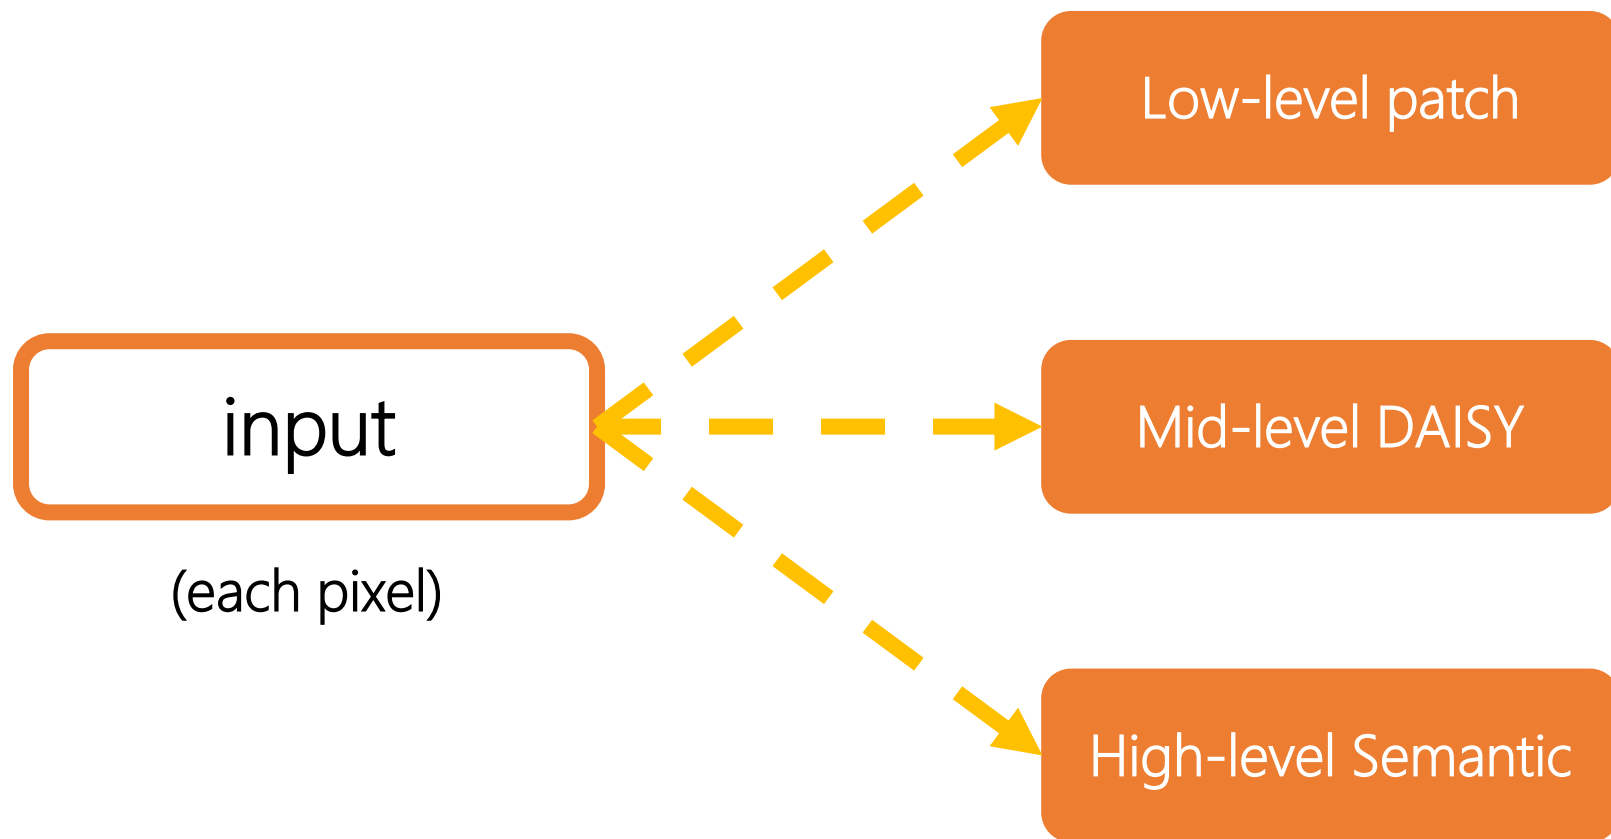 Low-level patch
input
Mid-level DAISY
(each pixel)
High-level Semantic